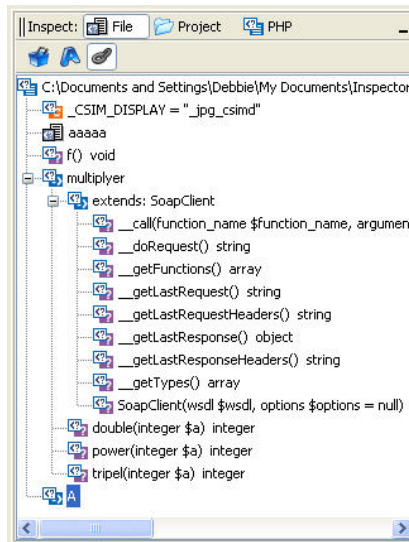 Inspect: File Project PHP
C:\Documents and Settings\Debbie\My Documents\Inspector
_CSIM_DISPLAY = "_jpg_csimd"
aaaaa
f() void
multiplyer
extends: SoapClient
__call(function_name $function_name, argumen
__doRequest() string
__getFunctions() array
__getLastRequest() string
__getLastRequestHeaders() string
__getLastResponse() object
__getLastResponseHeaders() string
__getTypes() array
SoapClient(wsdl $wsdl, options $options = null)
double(integer $a) integer
power(integer $a) integer
tripel(integer $a) integer
A